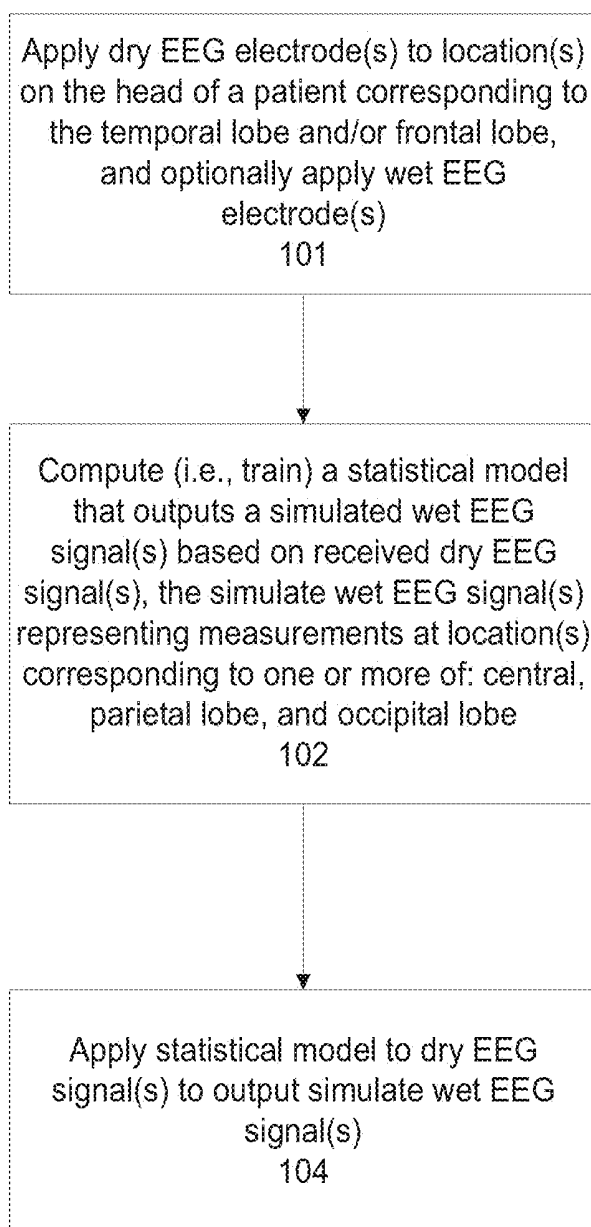 Apply dry EEG electrode(s) to location(s)
on the head of a patient corresponding to
the temporal lobe and/or frontal lobe,
and optionally apply wet EEG
electrode(s)
101
Compute (i.e., train) a statistical model
that outputs a simulated wet EEG
signal(s) based on received dry EEG
signal(s), the simulate wet EEG signal(s)
representing measurements at location(s)
corresponding to one or more of: central,
parietal lobe, and occipital lobe
102
Apply statistical model to dry EEG
signal(s) to output simulate wet EEG
signal(s)
104